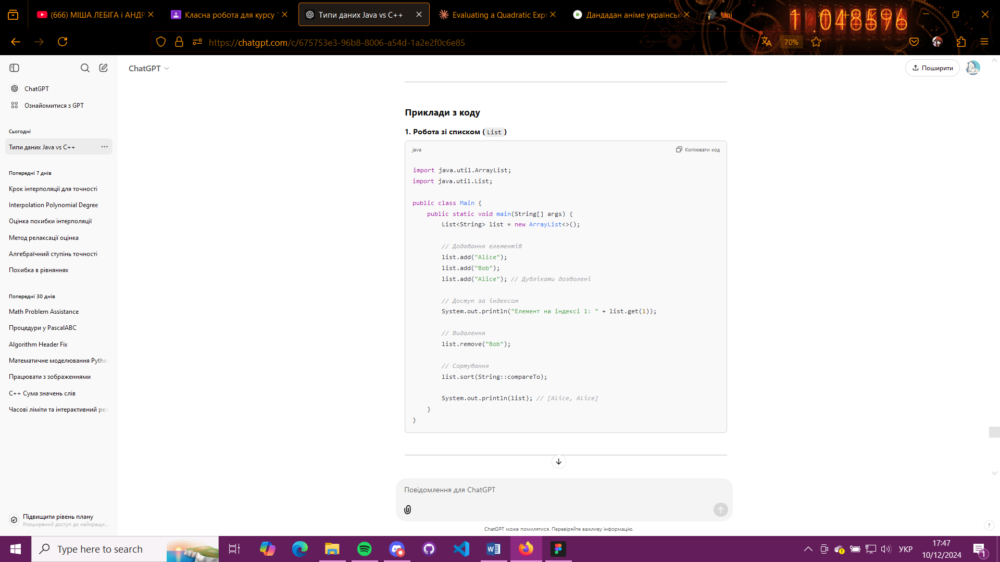 (666) МІША ЛЕБІГА і АНДР
Класна робота для курсу "
Типи даних Java vs C++
Evaluating a Quadratic Expr
Дандадан аніме українськ
Uni
1.048596
https://chatgpt.com/c/675753e3-96b8-8006-a54d-1a2e2f0c6e85
70%
ChatGPT
Поширити
ChatGPT
Ознайомитися з GPT
Сьогодні
Типи даних Java vs C++
Попередні 7 днів
Крок інтерполяції для точності
Interpolation Polynomial Degree
Оцінка похибки інтерполяції
Метод релаксації оцінка
Алгебраїчний ступінь точності
Похибка в рівняннях
Попередні 30 днів
Math Problem Assistance
Процедури у PascalABC
Algorithm Header Fix
Математичне моделювання Pytho
Працювати з зображеннями
C++ Сума значень слів
Часові ліміти та інтерактивний реж
Підвищити рівень плану
Розширений доступ до найкращи...
Приклади з коду
1. Робота зі списком (List)
java
Копіювати код
import java.util.ArrayList;
import java.util.List;
public class Main {
public static void main(String[] args) {
List<String> list = new ArrayList<>();
// Додавання елементів
list.add("Alice");
list.add("Bob");
list.add("Alice"); // Дублікати дозволені
// Доступ за індексом
System.out.println("Елемент на індексі 1: " + list.get(1));
// Видалення
list.remove("Bob");
// Сортування
list.sort(String::compareTo);
System.out.println(list); // [Alice, Alice]
}
}
Повідомлення для ChatGPT
ChatGPT може помилятися. Перевіряйте важливу інформацію.
?
Type here to search
УКР
17:47
10/12/2024
1